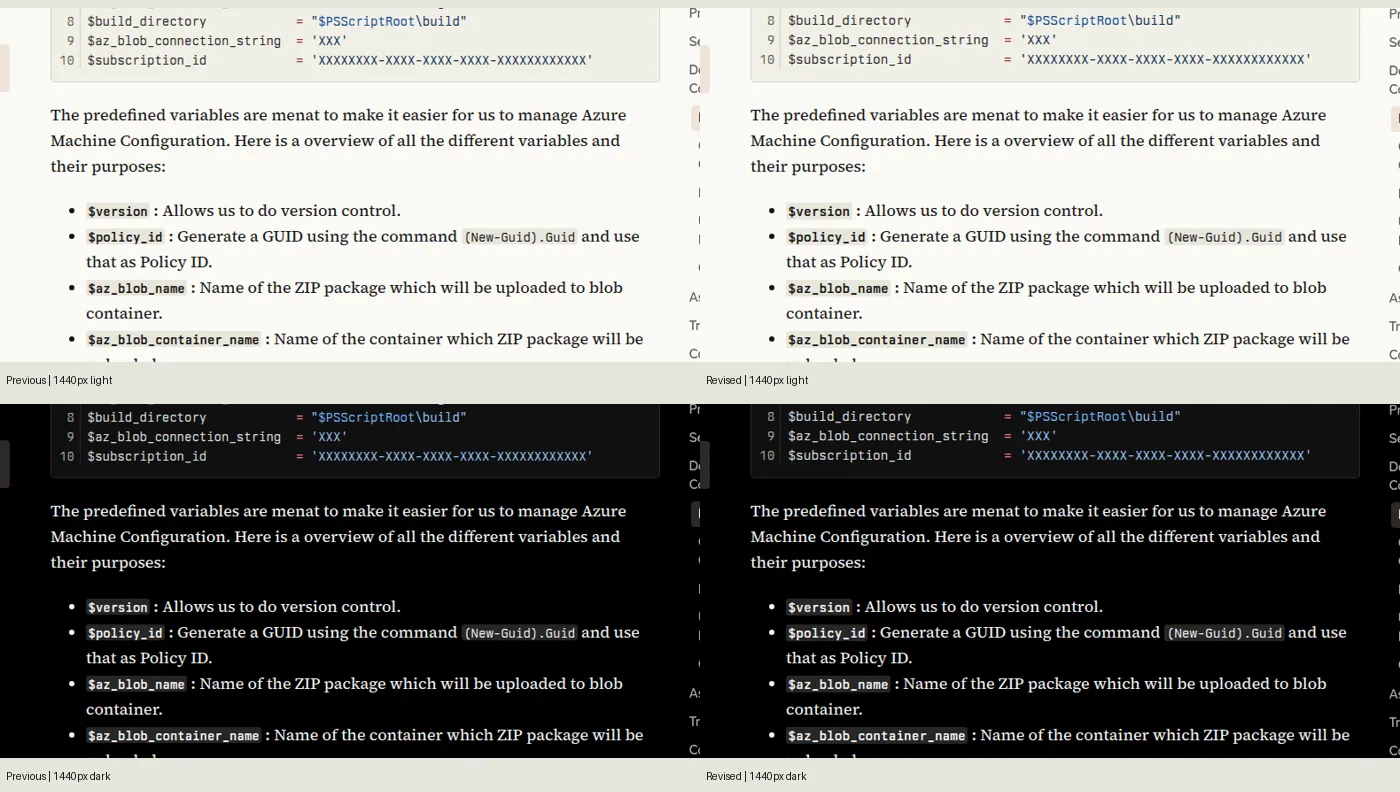 8 $build_directory = "$PSScriptRoot\build"
9 $az_blob_connection_string = 'XXX'
10 $subscription_id = 'XXXXXXXX-XXXX-XXXX-XXXX-XXXXXXXXXXXX'
The predefined variables are menat to make it easier for us to manage Azure
Machine Configuration. Here is a overview of all the different variables and
their purposes:
• $version : Allows us to do version control.
• $policy_id : Generate a GUID using the command (New-Guid).Guid and use
that as Policy ID.
• $az_blob_name : Name of the ZIP package which will be uploaded to blob
container.
• $az_blob_container_name : Name of the container which ZIP package will be
Previous | 1440px light
8 $build_directory = "$PSScriptRoot\build"
9 $az_blob_connection_string = 'XXX'
10 $subscription_id = 'XXXXXXXX-XXXX-XXXX-XXXX-XXXXXXXXXXXX'
The predefined variables are menat to make it easier for us to manage Azure
Machine Configuration. Here is a overview of all the different variables and
their purposes:
• $version : Allows us to do version control.
• $policy_id : Generate a GUID using the command (New-Guid).Guid and use
that as Policy ID.
• $az_blob_name : Name of the ZIP package which will be uploaded to blob
container.
• $az_blob_container_name : Name of the container which ZIP package will be
Revised | 1440px light
8 $build_directory = "$PSScriptRoot\build"
9 $az_blob_connection_string = 'XXX'
10 $subscription_id = 'XXXXXXXX-XXXX-XXXX-XXXX-XXXXXXXXXXXX'
The predefined variables are menat to make it easier for us to manage Azure
Machine Configuration. Here is a overview of all the different variables and
their purposes:
• $version : Allows us to do version control.
• $policy_id : Generate a GUID using the command (New-Guid).Guid and use
that as Policy ID.
• $az_blob_name : Name of the ZIP package which will be uploaded to blob
container.
• $az_blob_container_name : Name of the container which ZIP package will be
Previous | 1440px dark
8 $build_directory = "$PSScriptRoot\build"
9 $az_blob_connection_string = 'XXX'
10 $subscription_id = 'XXXXXXXX-XXXX-XXXX-XXXX-XXXXXXXXXXXX'
The predefined variables are menat to make it easier for us to manage Azure
Machine Configuration. Here is a overview of all the different variables and
their purposes:
• $version : Allows us to do version control.
• $policy_id : Generate a GUID using the command (New-Guid).Guid and use
that as Policy ID.
• $az_blob_name : Name of the ZIP package which will be uploaded to blob
container.
• $az_blob_container_name : Name of the container which ZIP package will be
Revised | 1440px dark